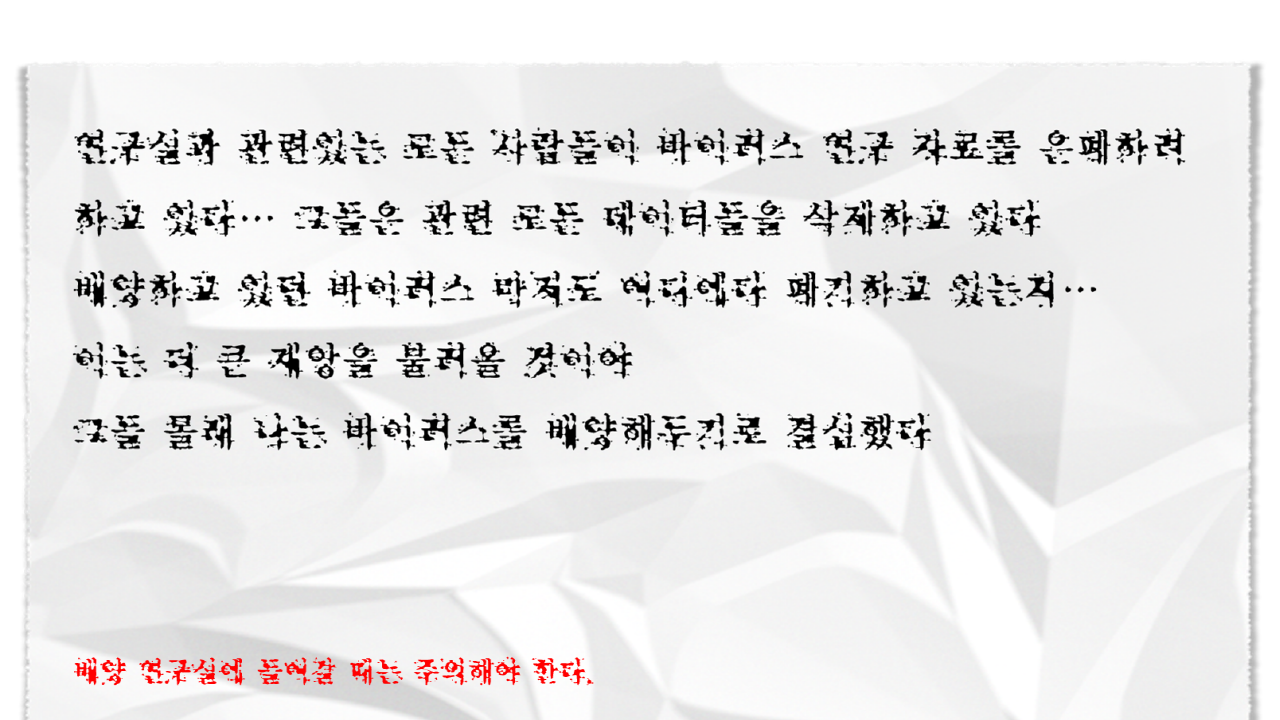 연구실과 관련있는 모든 사람들이 바이러스 연구 자료를 은폐하려
하고 있다… 그들은 관련 모든 데이터들을 삭제하고 있다
배양하고 있던 바이러스 마저도 어디에다 폐기하고 있는지…
이는 더 큰 재앙을 불러올 것이야
그들 몰래 나는 바이러스를 배양해두기로 결심했다
배양 연구실에 들어갈 때는 주의해야 한다.